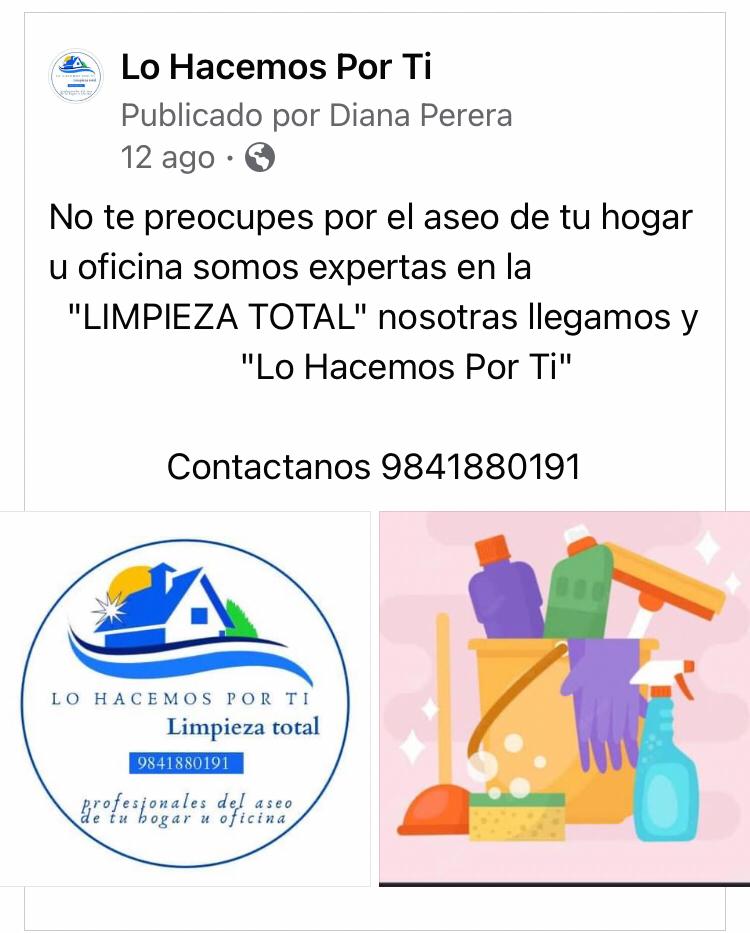 Lo Hacemos Por Ti
Publicado por Diana Perera
12 ago ·
No te preocupes por el aseo de tu hogar
u oficina somos expertas en la
"LIMPIEZA TOTAL" nosotras llegamos y
"Lo Hacemos Por Ti"
Contactanos 9841880191
LO HACEMOS POR TI
Limpieza total
9841880191
profesionales del aseo
de tu hogar u oficina